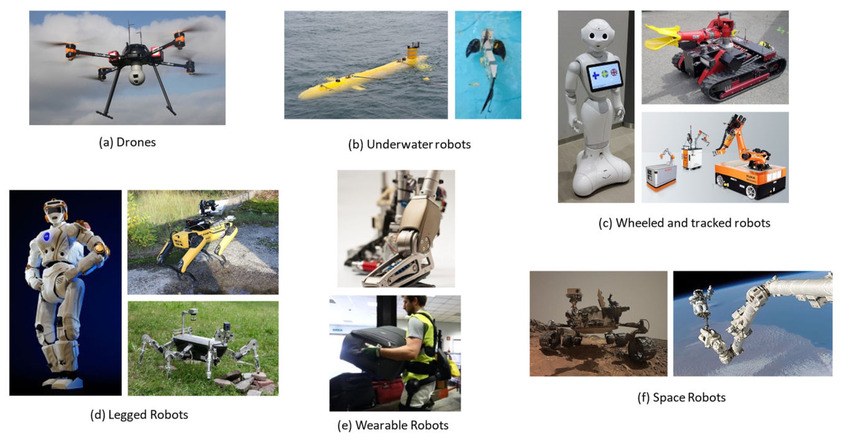 (a) Drones
(b) Underwater robots
(c) Wheeled and tracked robots
(d) Legged Robots
(e) Wearable Robots
(f) Space Robots